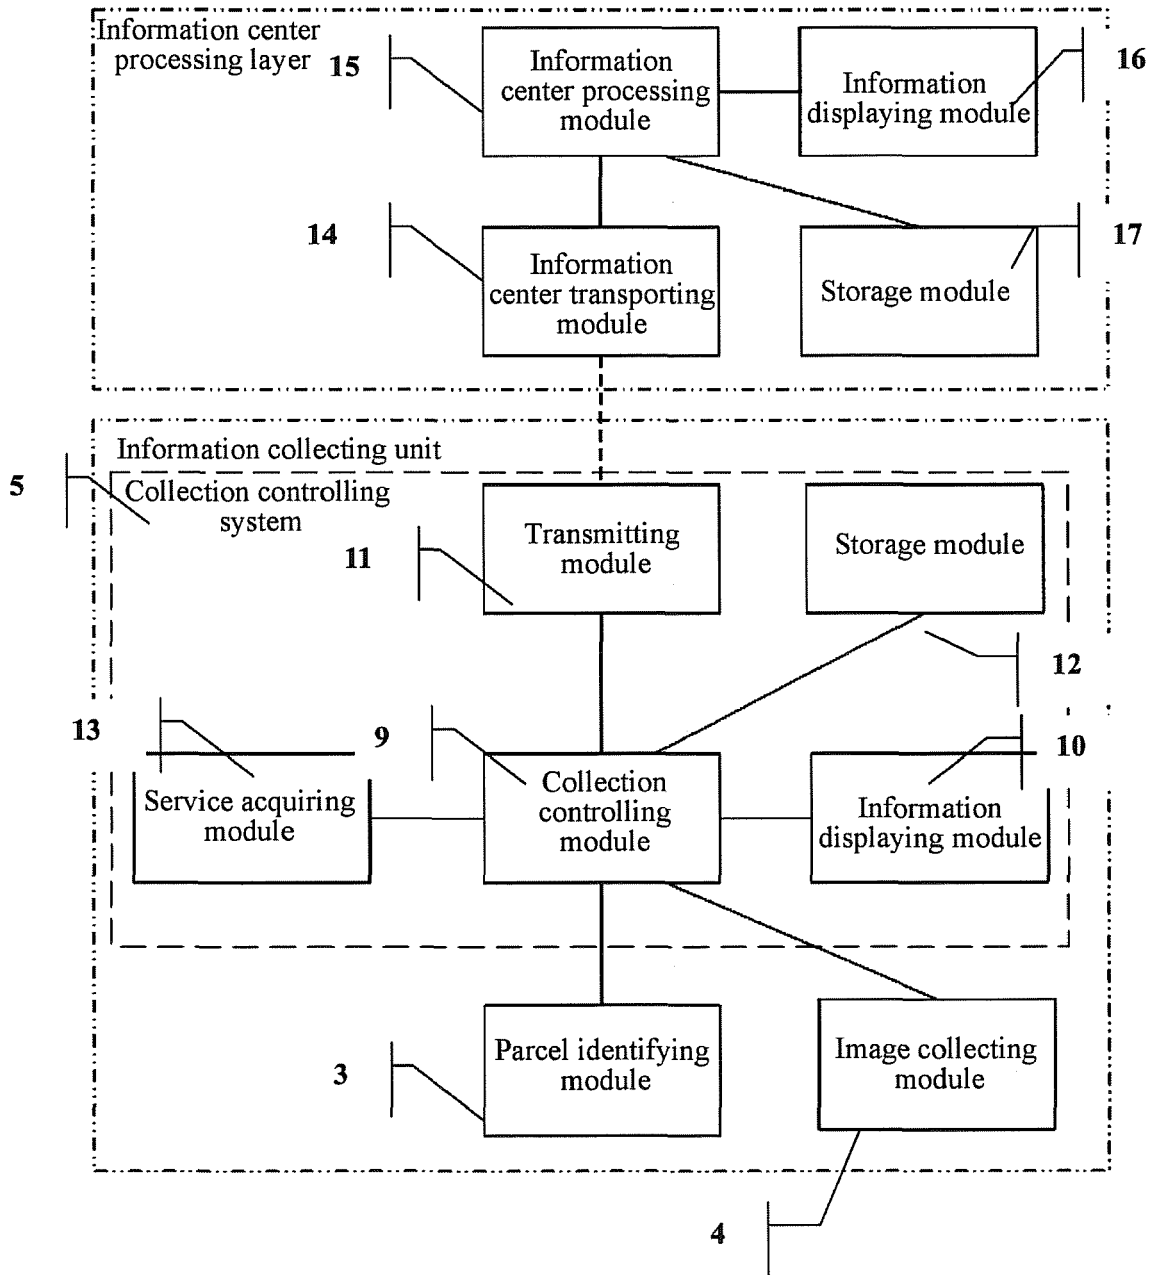 Information center
processing layer
15
Information
center processing
module
Information
displaying module
16
14
Information
center transporting
module
Storage module
17
Information collecting unit
5
Collection controlling
system
11
Transmitting
module
Storage module
12
13
Service acquiring
module
9
Collection
controlling
module
10
Information
displaying module
3
Parcel identifying
module
Image collecting
module
4